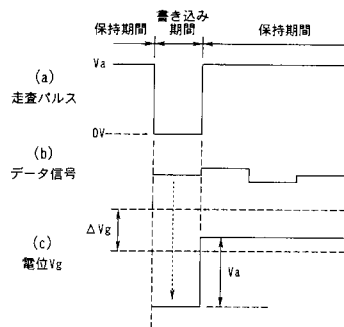 書き込み
保持期間 期間 保持期間
(a) Va
走査パルス
0V
(b)
データ信号
ΔVg
(c)
電位Vg
Va